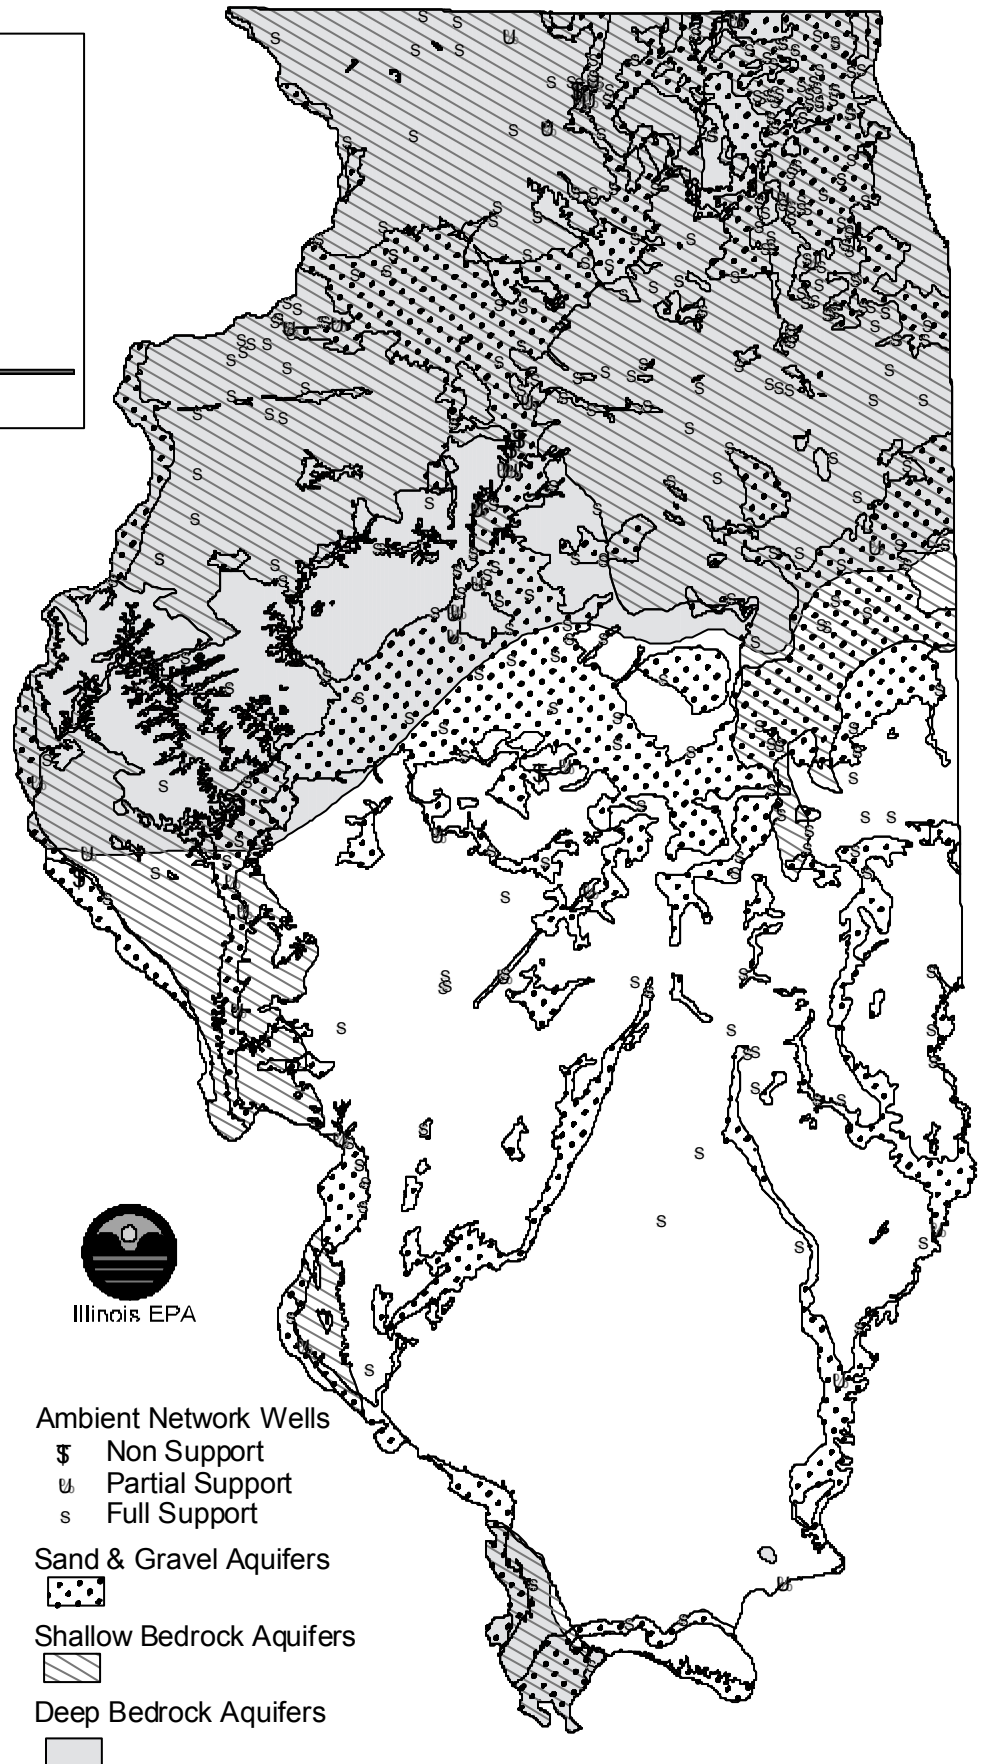 Illinois EPA
Ambient Network Wells
Non Support
Partial Support
s Full Support
Sand & Gravel Aquifers
Shallow Bedrock Aquifers
Deep Bedrock Aquifers